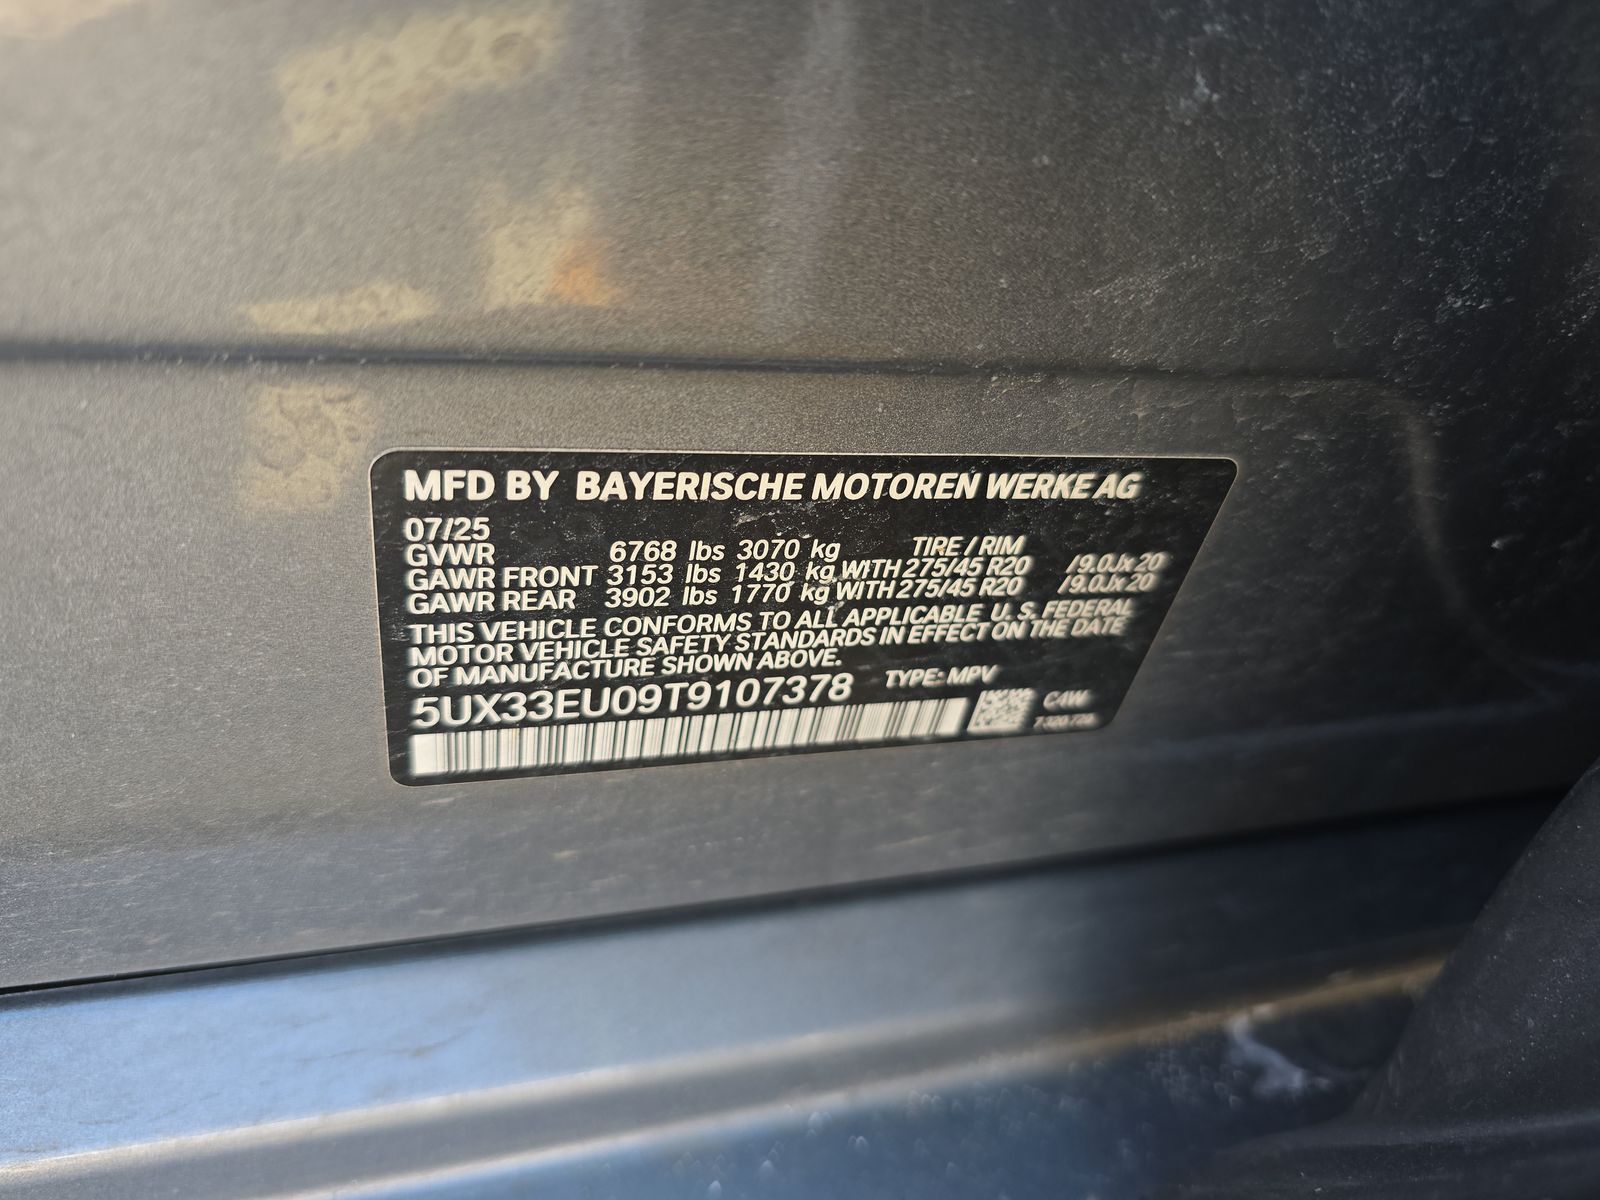 MFD BY BAYERISCHE MOTOREN WERKE AG
07/25
GVWR 6768 lbs 3070 kg TIRE / RIM
GAWR FRONT 3153 lbs 1430 kg WITH 275/45 R20 /9.0Jx20
GAWR REAR 3902 lbs 1770 kg WITH 275/45 R20 /9.0Jx20
THIS VEHICLE CONFORMS TO ALL APPLICABLE U.S. FEDERAL
MOTOR VEHICLE SAFETY STANDARDS IN EFFECT ON THE DATE
OF MANUFACTURE SHOWN ABOVE.
5UX33EU09T9107378 TYPE: MPV
C4W